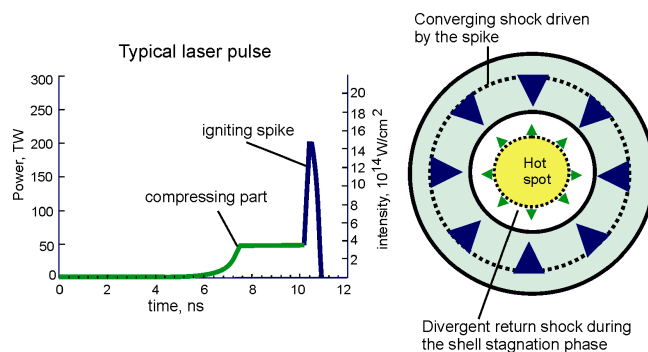 Typical laser pulse
Power, TW
300
250
200
150
100
50
0
igniting spike
compressing part
20
18
16
14
12
10
8
6
4
2
0
intensity, 10¹⁴W/cm²
0 2 4 6 8 10 12
time, ns
Converging shock driven
by the spike
Hot
spot
Divergent return shock during
the shell stagnation phase